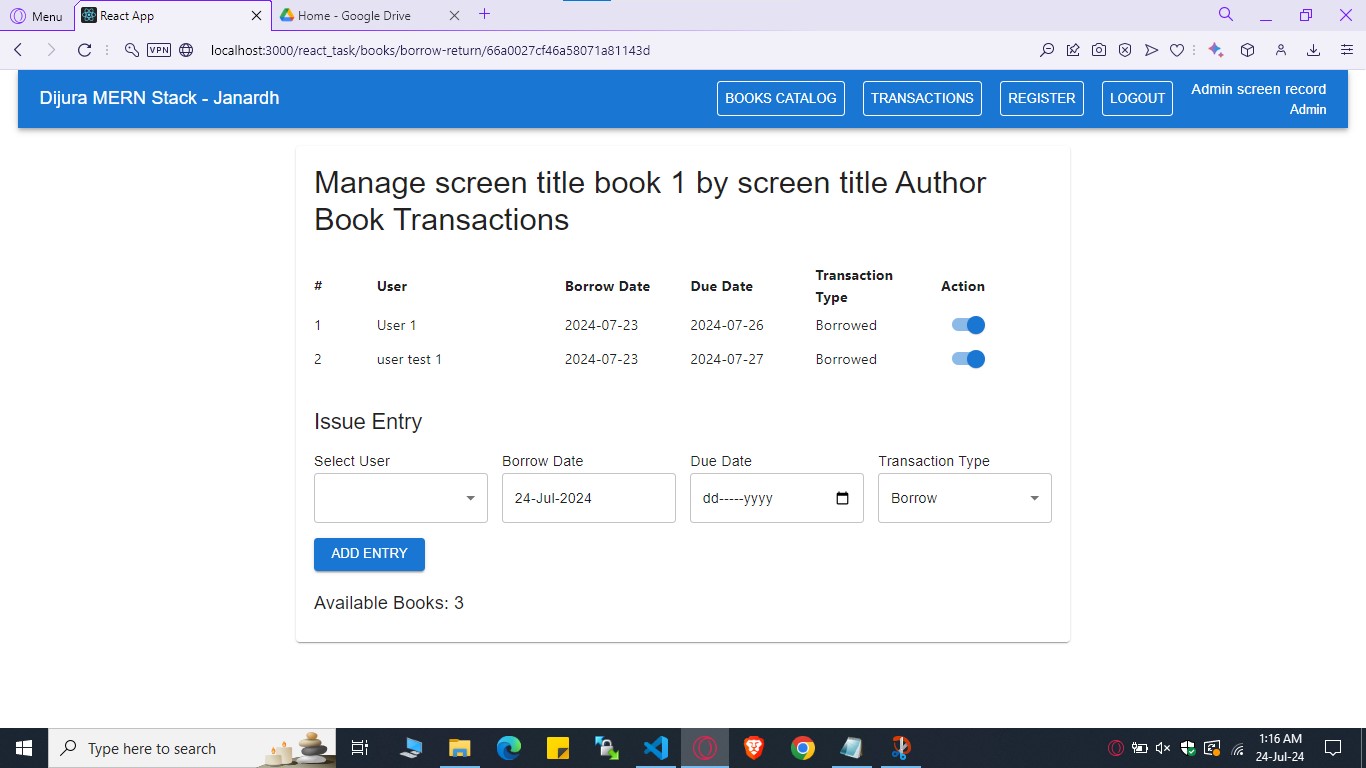 Menu
React App
Home - Google Drive
VPN
localhost:3000/react_task/books/borrow-return/66a0027cf46a58071a81143d
Dijura MERN Stack - Janardh
BOOKS CATALOG
TRANSACTIONS
REGISTER
LOGOUT
Admin screen record
Admin
Manage screen title book 1 by screen title Author
Book Transactions
# User Borrow Date Due Date Transaction Type Action
1 User 1 2024-07-23 2024-07-26 Borrowed
2 user test 1 2024-07-23 2024-07-27 Borrowed
Issue Entry
Select User Borrow Date Due Date Transaction Type
24-Jul-2024 dd-----yyyy Borrow
ADD ENTRY
Available Books: 3
Type here to search
1:16 AM
24-Jul-24